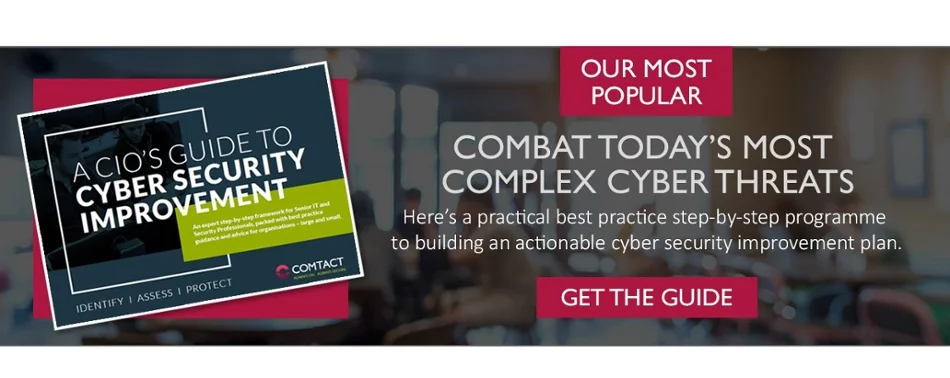 A CIO'S GUIDE TO
CYBER SECURITY
IMPROVEMENT
An expert step-by-step framework for Senior IT and
Security Professionals, packed with best practice
guidance and advice for organisations – large and small.
COMTACT
IDENTIFY | ASSESS | PROTECT
OUR MOST
POPULAR
COMBAT TODAY'S MOST
COMPLEX CYBER THREATS
Here's a practical best practice step-by-step programme
to building an actionable cyber security improvement plan.
GET THE GUIDE